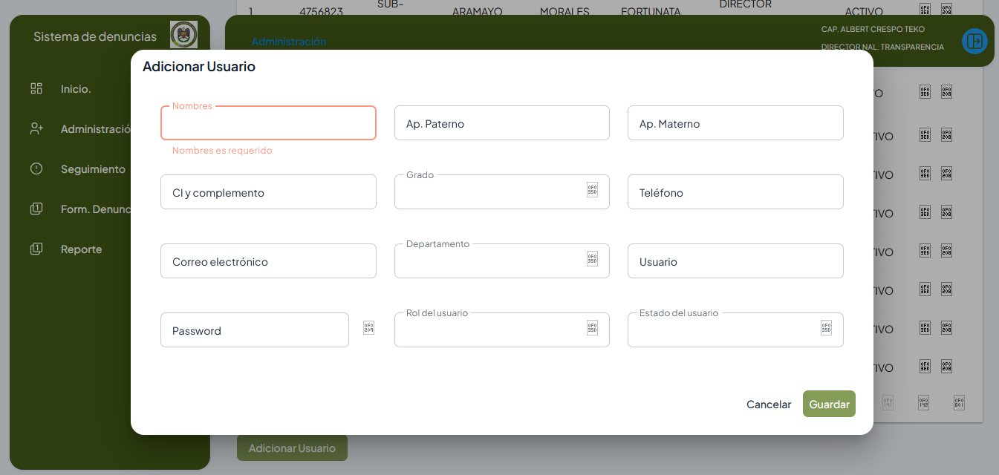 SUB-
DIRECTOR
1 4756823 ARAMAYO MORALES FORTUNATA ACTIVO
Sistema de denuncias
Administración
CAP. ALBERT CRESPO TEKO
DIRECTOR NAL. TRANSPARENCIA
Inicio.
Administració
Seguimiento
Form. Denunc
Reporte
Adicionar Usuario
Nombres
Ap. Paterno
Ap. Materno
Nombres es requerido
CI y complemento
Grado
Teléfono
Correo electrónico
Departamento
Usuario
Password
Rol del usuario
Estado del usuario
Cancelar
Guardar
VO
TIVO
TIVO
TIVO
TIVO
TIVO
TIVO
TIVO
Adicionar Usuario